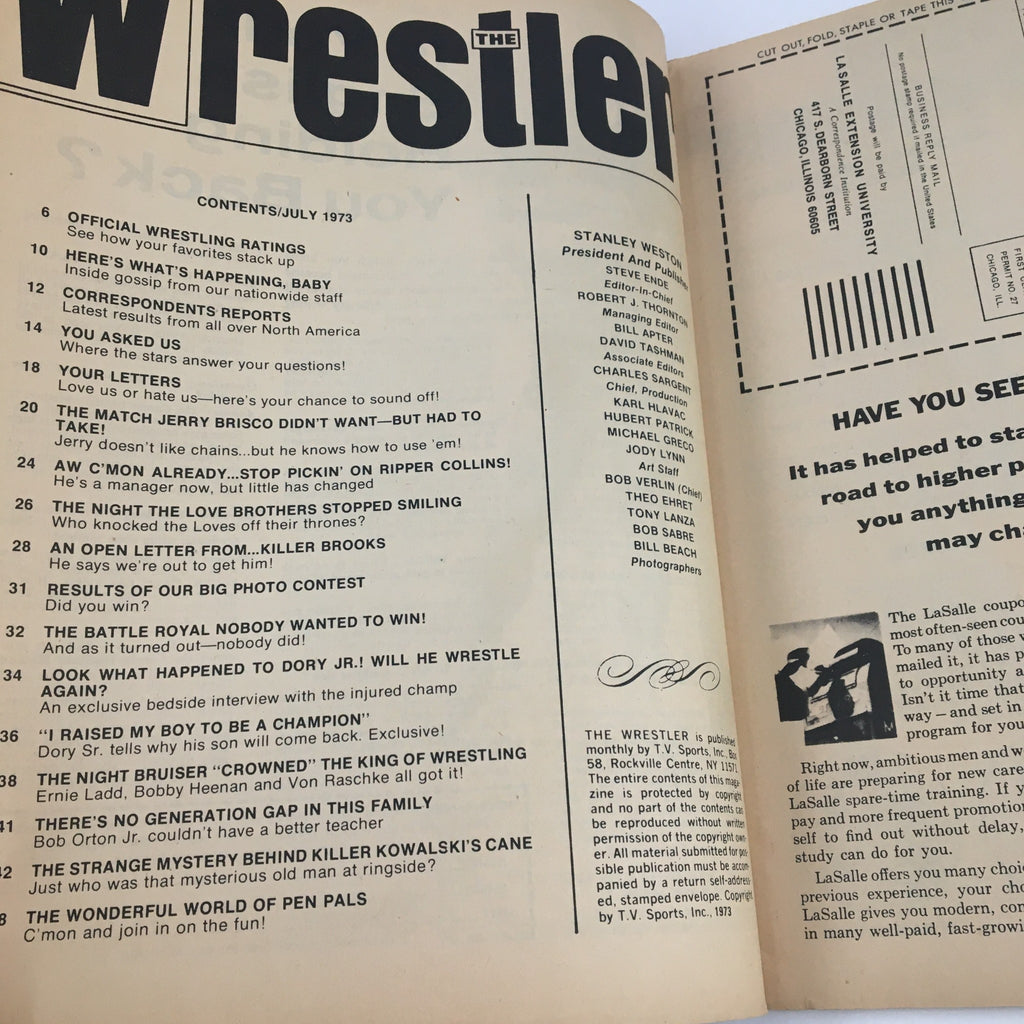 THE
Wrestler
CONTENTS/JULY 1973
6 OFFICIAL WRESTLING RATINGS
See how your favorites stack up
10 HERE'S WHAT'S HAPPENING, BABY
Inside gossip from our nationwide staff
12 CORRESPONDENTS REPORTS
Latest results from all over North America
14 YOU ASKED US
Where the stars answer your questions!
18 YOUR LETTERS
Love us or hate us—here's your chance to sound off!
20 THE MATCH JERRY BRISCO DIDN'T WANT—BUT HAD TO
TAKE!
Jerry doesn't like chains...but he knows how to use 'em!
24 AW C'MON ALREADY...STOP PICKIN' ON RIPPER COLLINS!
He's a manager now, but little has changed
26 THE NIGHT THE LOVE BROTHERS STOPPED SMILING
Who knocked the Loves off their thrones?
28 AN OPEN LETTER FROM...KILLER BROOKS
He says we're out to get him!
31 RESULTS OF OUR BIG PHOTO CONTEST
Did you win?
32 THE BATTLE ROYAL NOBODY WANTED TO WIN!
And as it turned out—nobody did!
34 LOOK WHAT HAPPENED TO DORY JR.! WILL HE WRESTLE
AGAIN?
An exclusive bedside interview with the injured champ
36 "I RAISED MY BOY TO BE A CHAMPION"
Dory Sr. tells why his son will come back. Exclusive!
38 THE NIGHT BRUISER "CROWNED" THE KING OF WRESTLING
Ernie Ladd, Bobby Heenan and Von Raschke all got it!
41 THERE'S NO GENERATION GAP IN THIS FAMILY
Bob Orton Jr. couldn't have a better teacher
42 THE STRANGE MYSTERY BEHIND KILLER KOWALSKI'S CANE
Just who was that mysterious old man at ringside?
8 THE WONDERFUL WORLD OF PEN PALS
C'mon and join in on the fun!
STANLEY WESTON
President And Publisher
STEVE ENDE
Editor-in-Chief
ROBERT J. THORNTON
Managing Editor
BILL APTER
DAVID TASHMAN
Associate Editors
CHARLES SARGENT
Chief, Production
KARL HLAVAC
HUBERT PATRICK
MICHAEL GRECO
JODY LYNN
Art Staff
BOB VERLIN (Chief)
THEO EHRET
TONY LANZA
BOB SABRE
BILL BEACH
Photographers
THE WRESTLER is published
monthly by T.V. Sports, Inc., Box
58, Rockville Centre, NY 11571.
The entire contents of this maga-
zine is protected by copyright
and no part of the contents can
be reproduced without written
permission of the copyright own-
er. All material submitted for pos-
sible publication must be accom-
panied by a return self-address-
ed, stamped envelope. Copyright
by T.V. Sports, Inc., 1973
CUT OUT, FOLD, STAPLE OR TAPE THIS
BUSINESS REPLY MAIL
No postage stamp required if mailed in the United States
Postage will be paid by
LA SALLE EXTENSION UNIVERSITY
A Correspondence Institution
417 S. DEARBORN STREET
CHICAGO, ILLINOIS 60605
FIRST
PERMIT NO. 27
CHICAGO, ILL.
HAVE YOU SEE
It has helped to sta
road to higher p
you anything
may cha
The LaSalle coupo
most often-seen cou
To many of those w
mailed it, it has p
to opportunity a
Isn't it time that
way – and set in
program for you
Right now, ambitious men and w
of life are preparing for new care
LaSalle spare-time training. If y
pay and more frequent promotio
self to find out without delay,
study can do for you.
LaSalle offers you many choi
previous experience, your cho
LaSalle gives you modern, con
in many well-paid, fast-growi